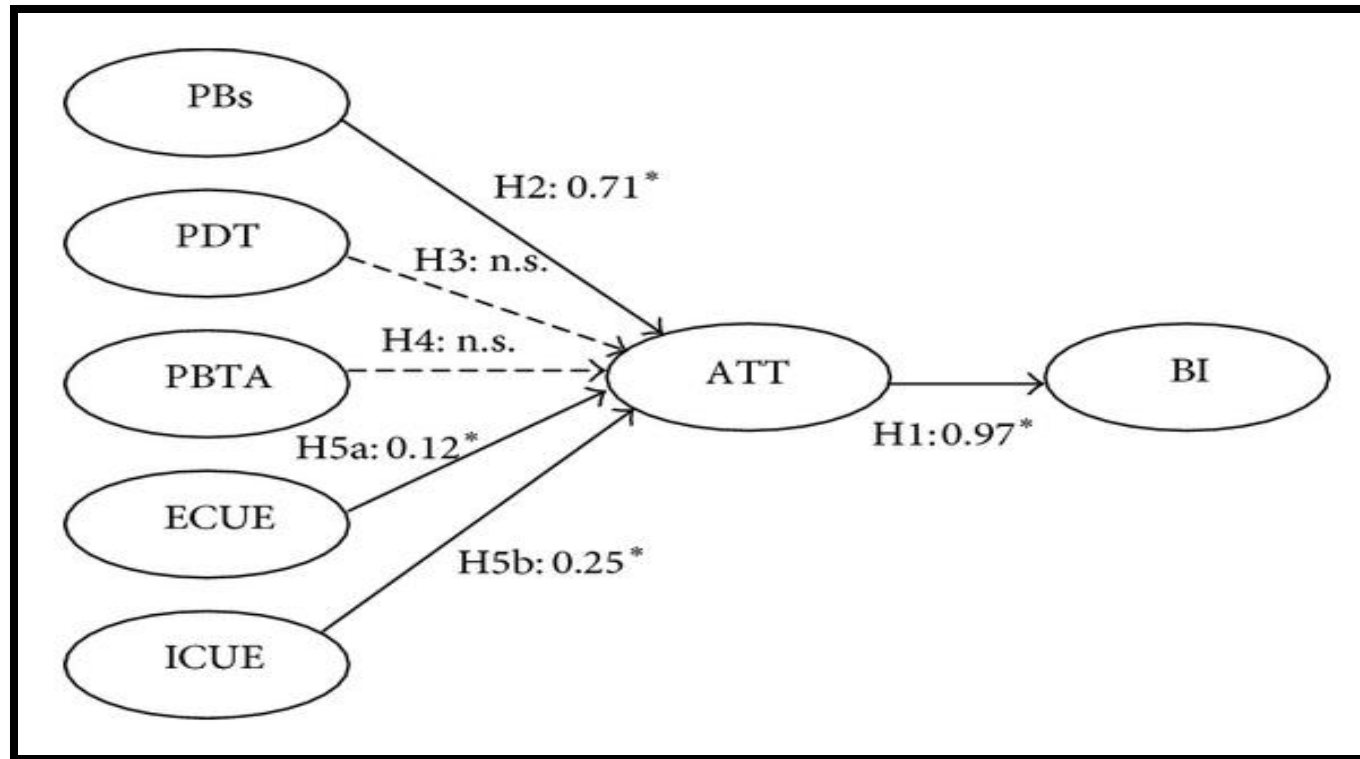 PBs
H2: 0.71*
PDT
H3: n.s.
H4: n.s.
PBTA
ATT
BI
H1:0.97*
H5a: 0.12*
ECUE
H5b: 0.25*
ICUE